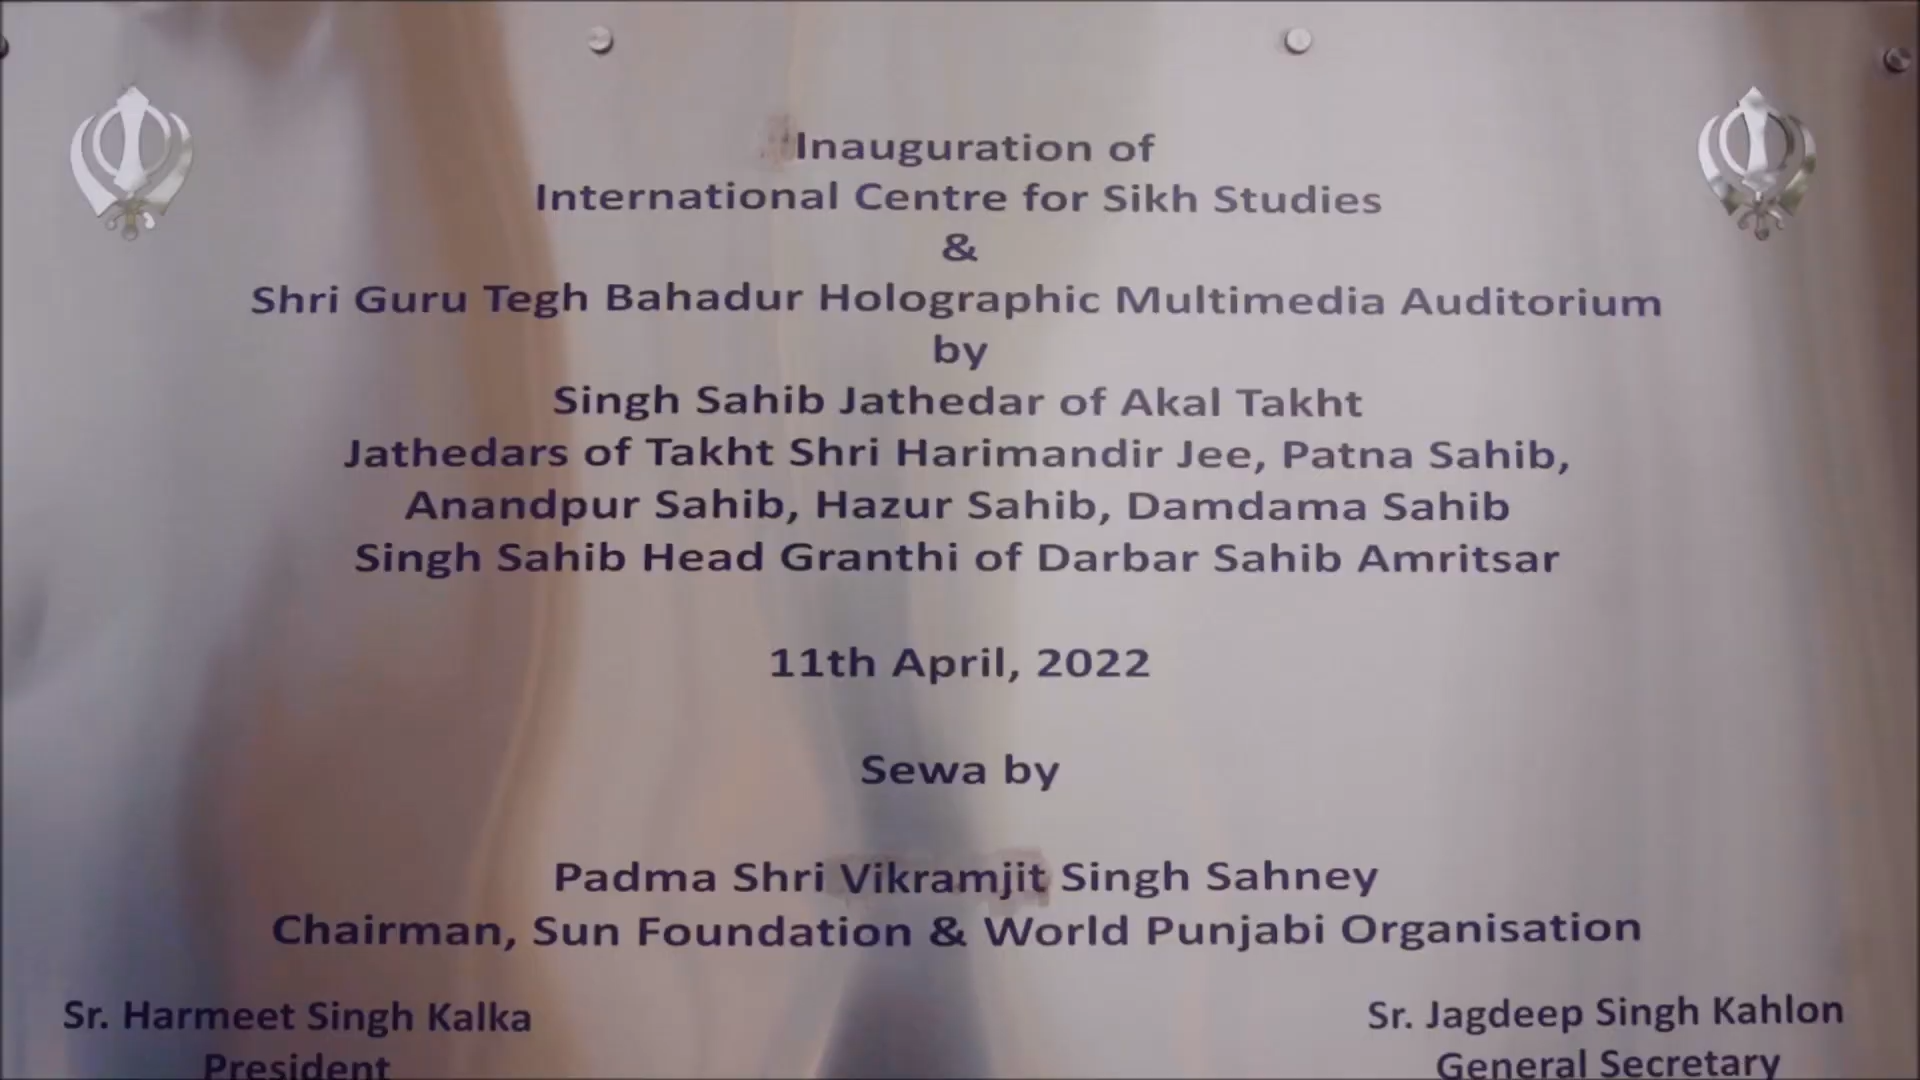 Inauguration of
International Centre for Sikh Studies
&
Shri Guru Tegh Bahadur Holographic Multimedia Auditorium
by
Singh Sahib Jathedar of Akal Takht
Jathedars of Takht Shri Harimandir Jee, Patna Sahib,
Anandpur Sahib, Hazur Sahib, Damdama Sahib
Singh Sahib Head Granthi of Darbar Sahib Amritsar
11th April, 2022
Sewa by
Padma Shri Vikramjit Singh Sahney
Chairman, Sun Foundation & World Punjabi Organisation
Sr. Harmeet Singh Kalka
President
Sr. Jagdeep Singh Kahlon
General Secretary